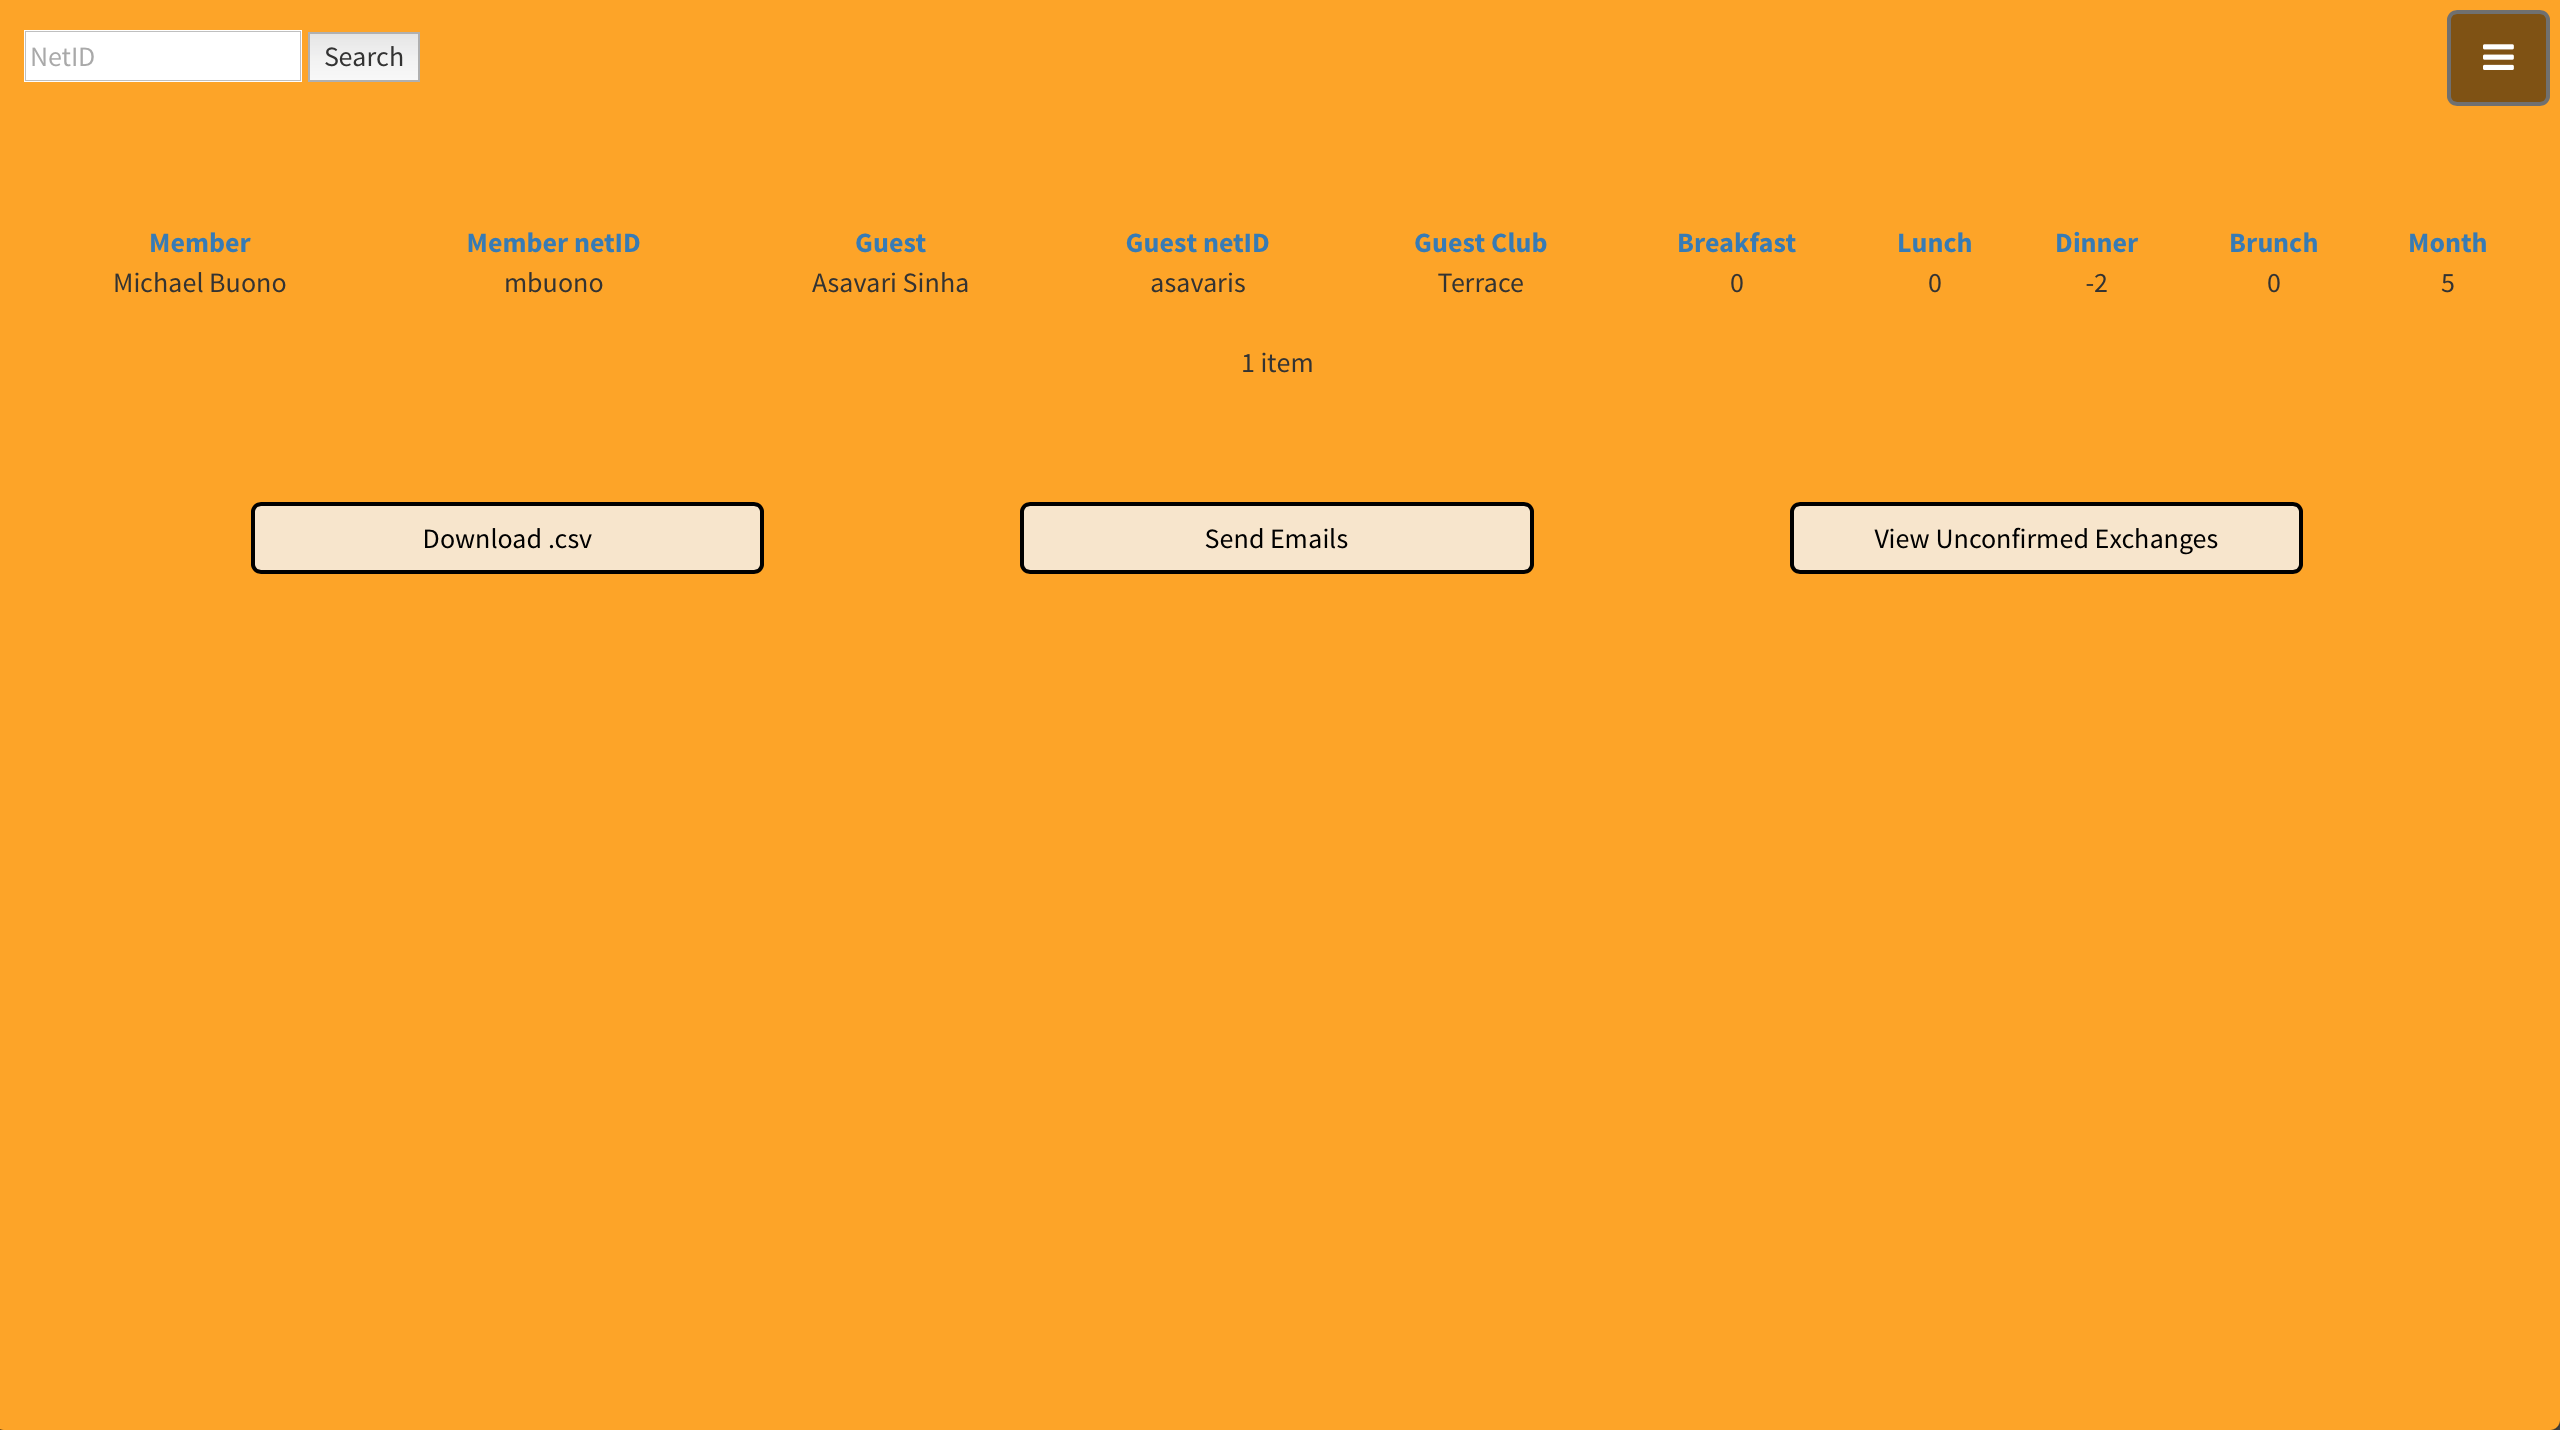 NetID Search
Member Member netID Guest Guest netID Guest Club Breakfast Lunch Dinner Brunch Month
Michael Buono mbuono Asavari Sinha asavaris Terrace 0 0 -2 0 5
1 item
Download .csv Send Emails View Unconfirmed Exchanges